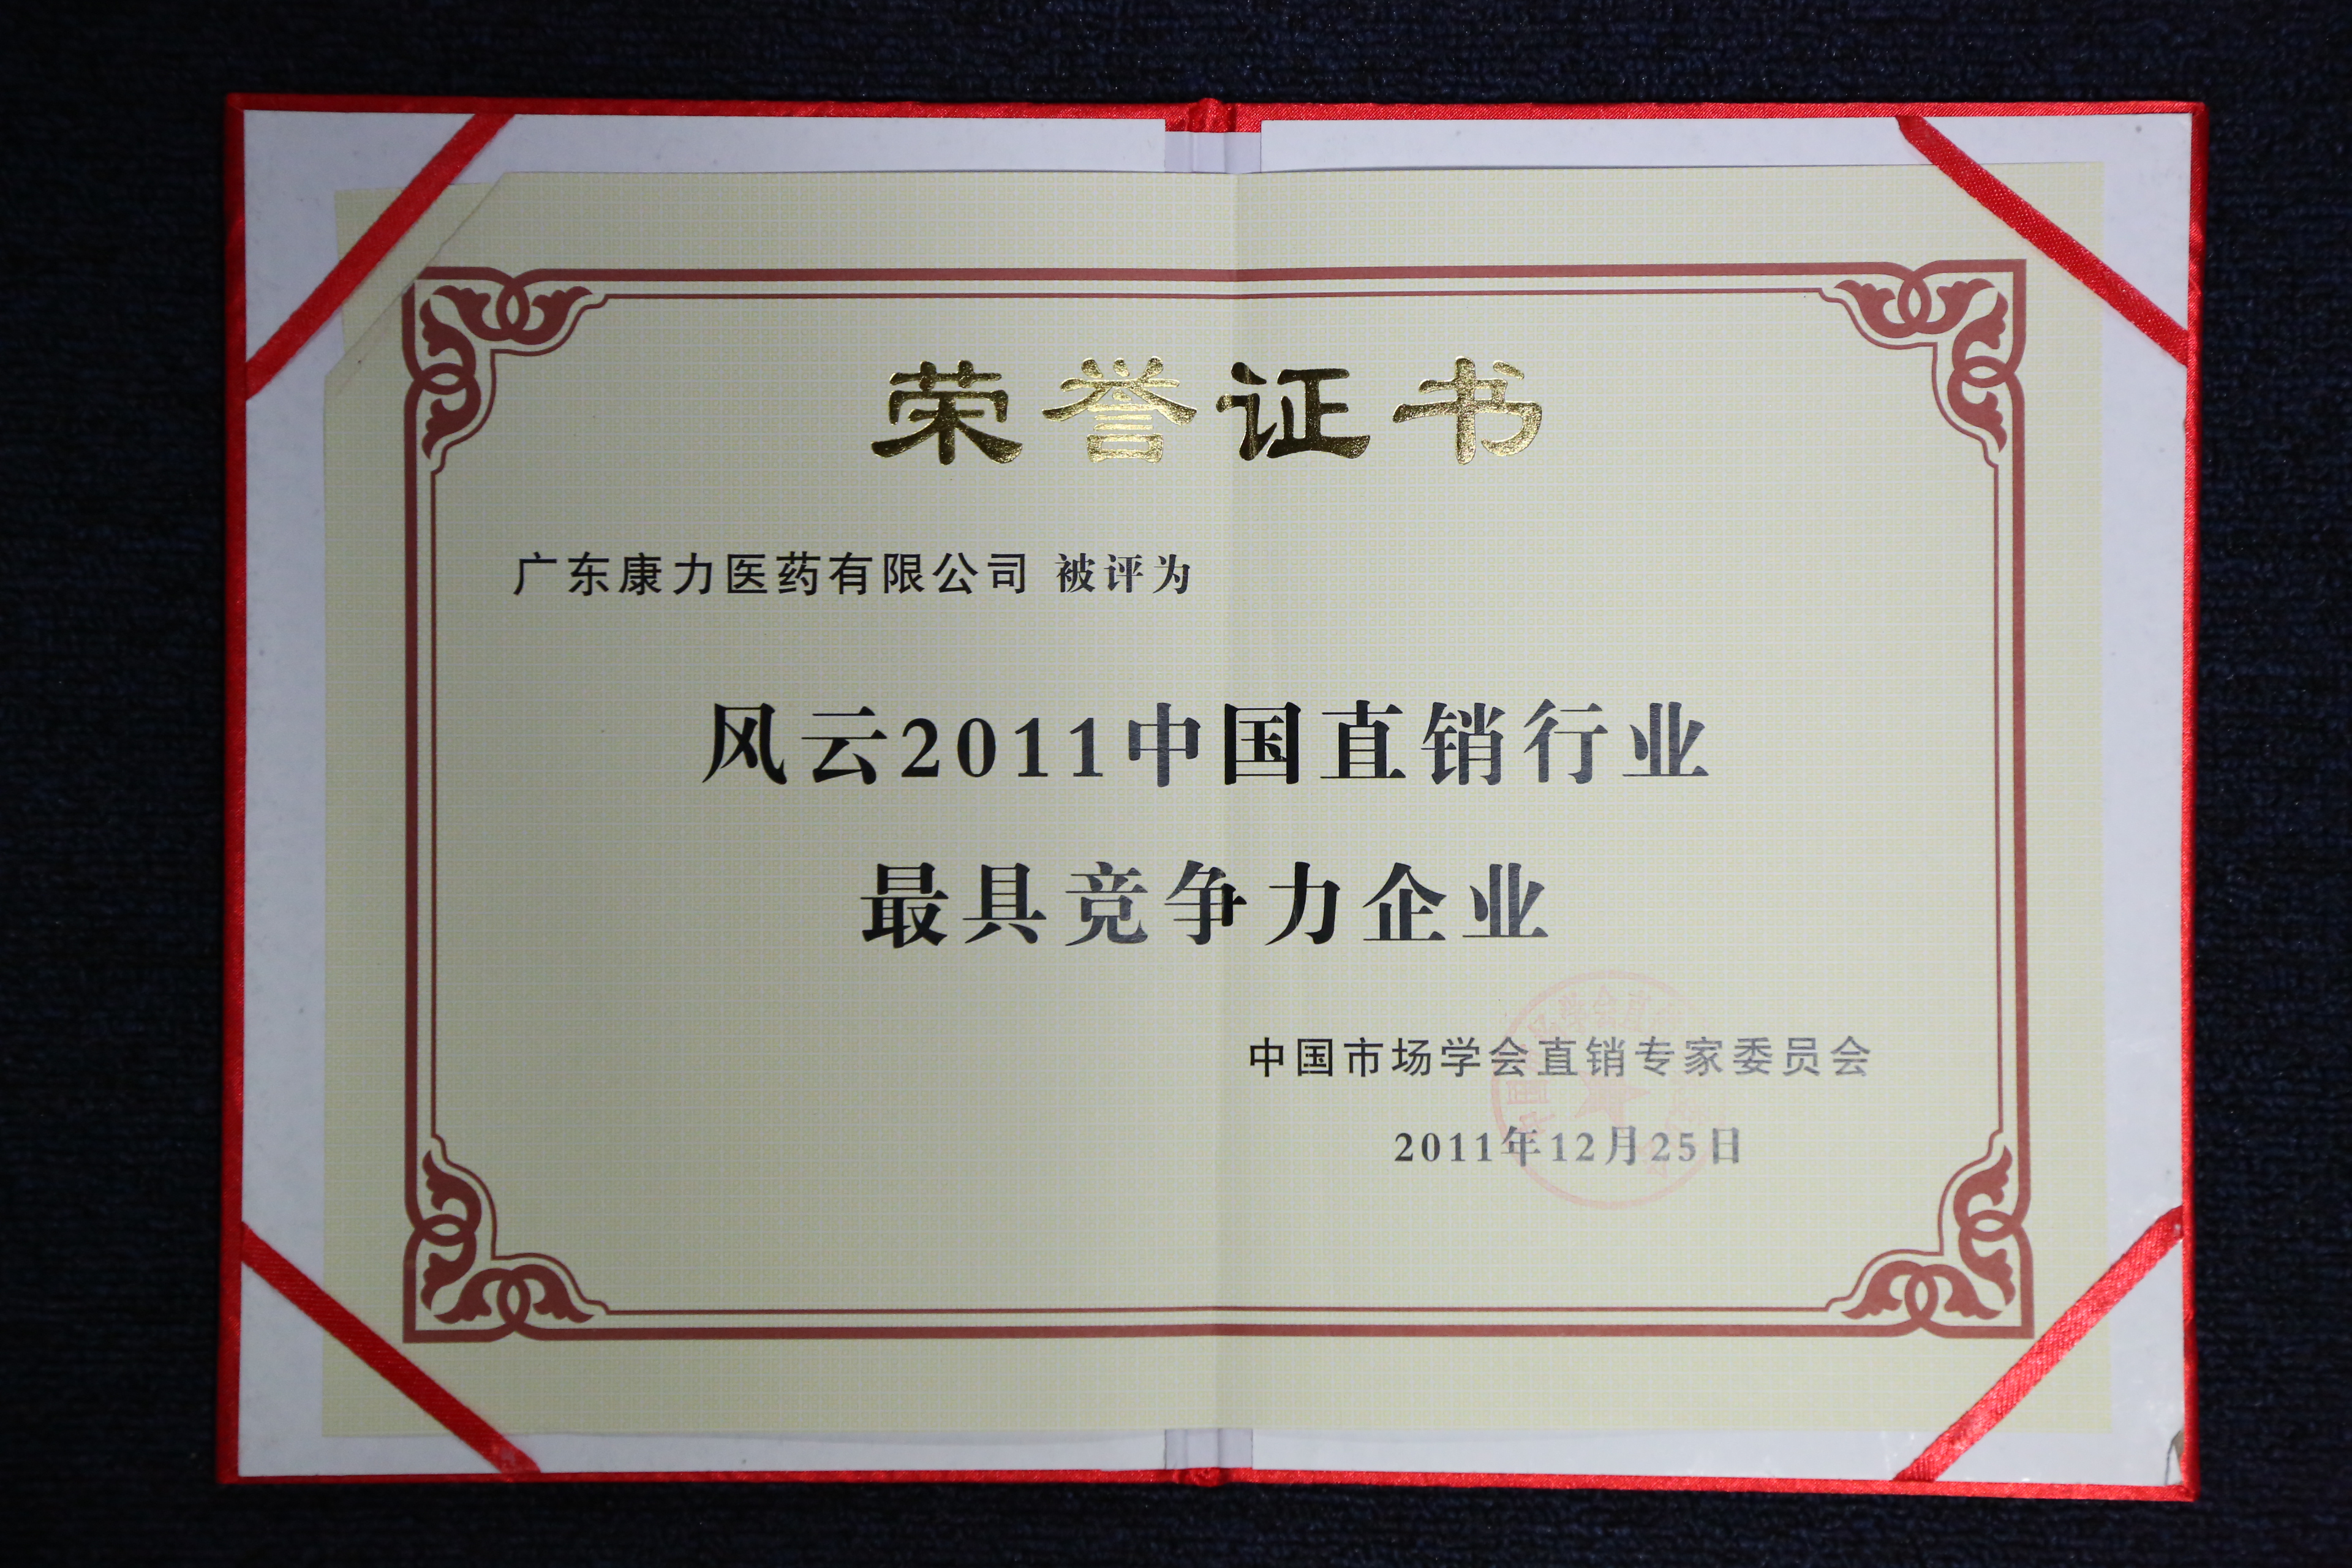 荣誉证书
广东康力医药有限公司 被评为
风云2011中国直销行业
最具竞争力企业
中国市场学会直销专家委员会
2011年12月25日